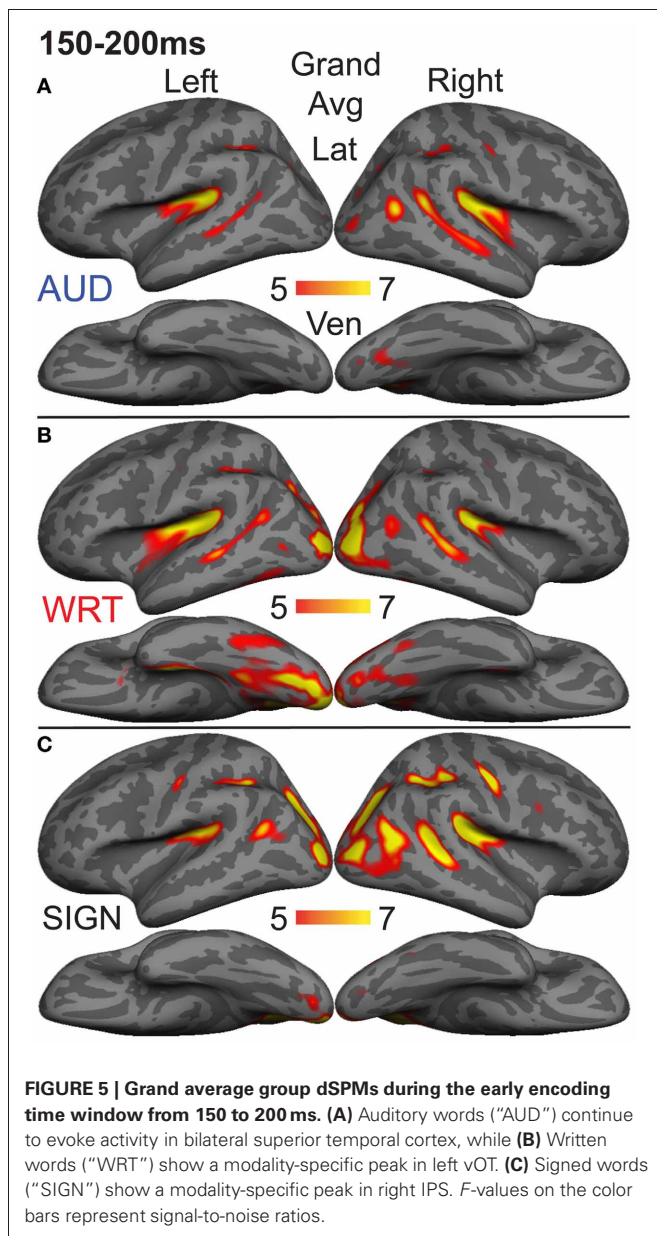 150-200ms
A
Left
Grand
Avg
Lat
Right
AUD
5 7
Ven
B
WRT
5 7
C
SIGN
5 7
FIGURE 5 | Grand average group dSPMs during the early encoding
time window from 150 to 200 ms. (A) Auditory words (“AUD”) continue
to evoke activity in bilateral superior temporal cortex, while (B) Written
words (“WRT”) show a modality-specific peak in left vOT. (C) Signed words
(“SIGN”) show a modality-specific peak in right IPS. F-values on the color
bars represent signal-to-noise ratios.